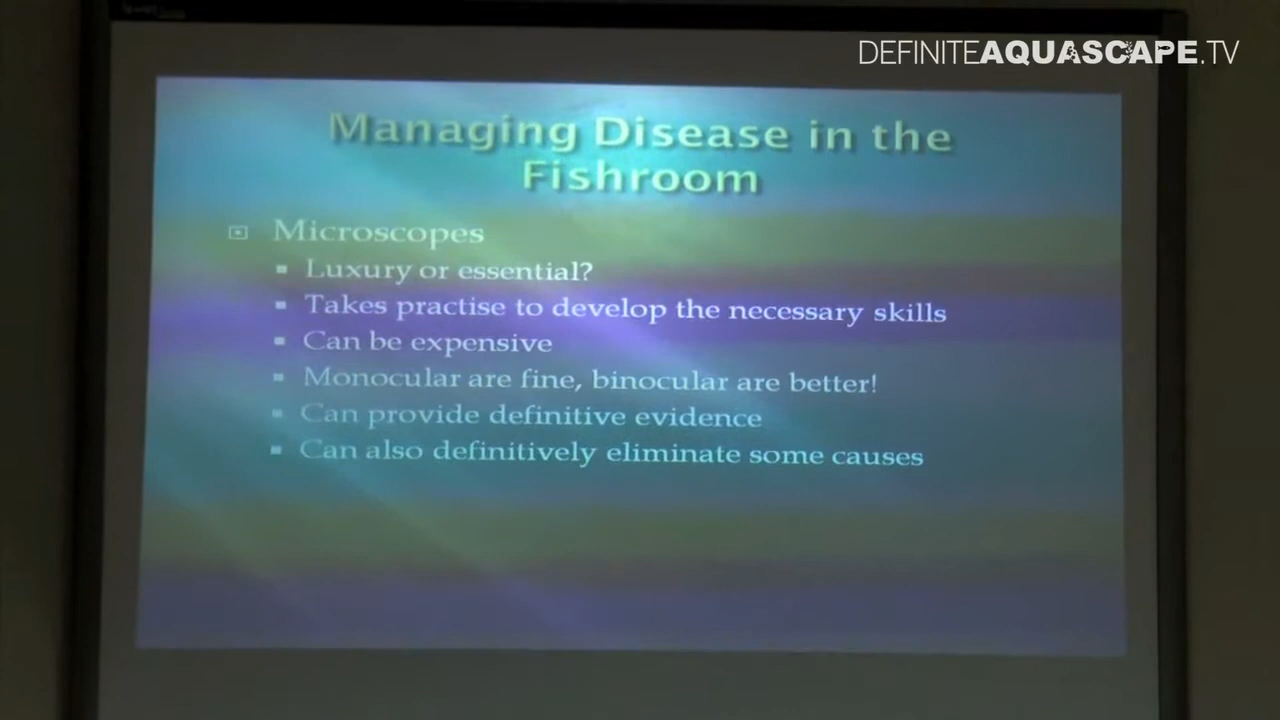 DEFINITEAQUASCAPE.TV
Managing Disease in the
Fishroom
Microscopes
Luxury or essential?
Takes practise to develop the necessary skills
Can be expensive
Monocular are fine, binocular are better!
Can provide definitive evidence
Can also definitively eliminate some causes